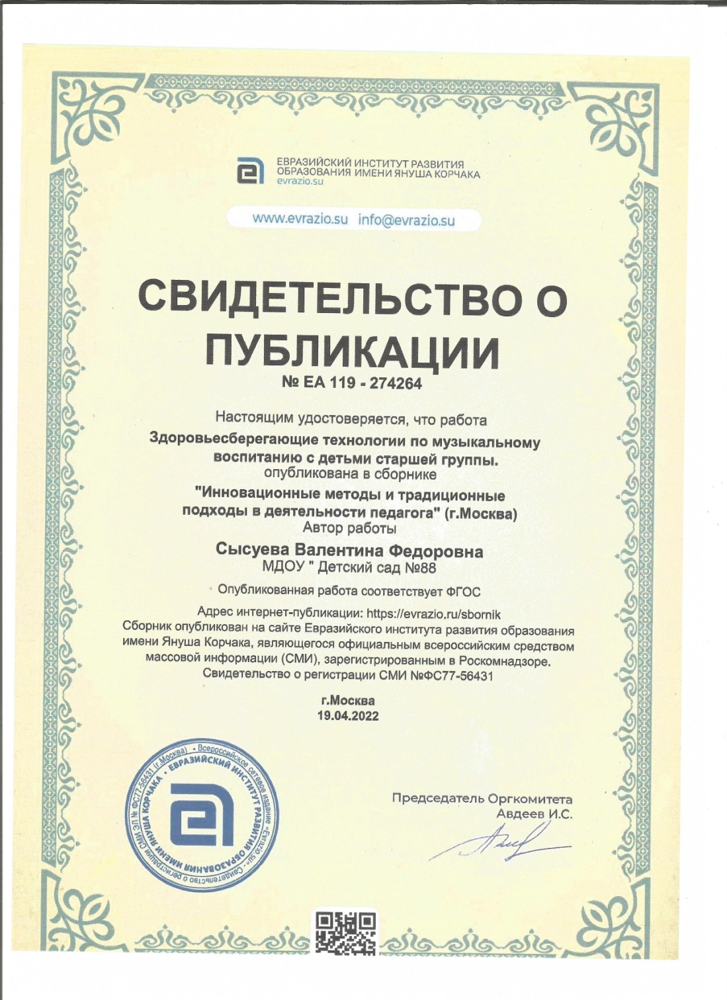 ЕВРАЗИЙСКИЙ ИНСТИТУТ РАЗВИТИЯ
ОБРАЗОВАНИЯ ИМЕНИ ЯНУША КОРЧАКА
evrazio.su
www.evrazio.su info@evrazio.su
СВИДЕТЕЛЬСТВО О
ПУБЛИКАЦИИ
№ ЕА 119 - 274264
Настоящим удостоверяется, что работа
Здоровьесберегающие технологии по музыкальному
воспитанию с детьми старшей группы.
опубликована в сборнике
"Инновационные методы и традиционные
подходы в деятельности педагога" (г.Москва)
Автор работы
Сысуева Валентина Федоровна
МДОУ " Детский сад №88
Опубликованная работа соответствует ФГОС
Адрес интернет-публикации: https://evrazio.ru/sbornik
Сборник опубликован на сайте Евразийского института развития образования
имени Януша Корчака, являющегося официальным всероссийским средством
массовой информации (СМИ), зарегистрированным в Роскомнадзоре.
Свидетельство о регистрации СМИ №ФС77-56431
г.Москва
19.04.2022
Председатель Оргкомитета
Авдеев И.С.
• Всероссийское сетевое издание «Evrazio.su» • Свидетельство о регистрации СМИ ЭЛ № ФС77-56431 (г.Москва)
• ЕВРАЗИЙСКИЙ ИНСТИТУТ РАЗВИТИЯ ОБРАЗОВАНИЯ ИМЕНИ ЯНУША КОРЧАКА